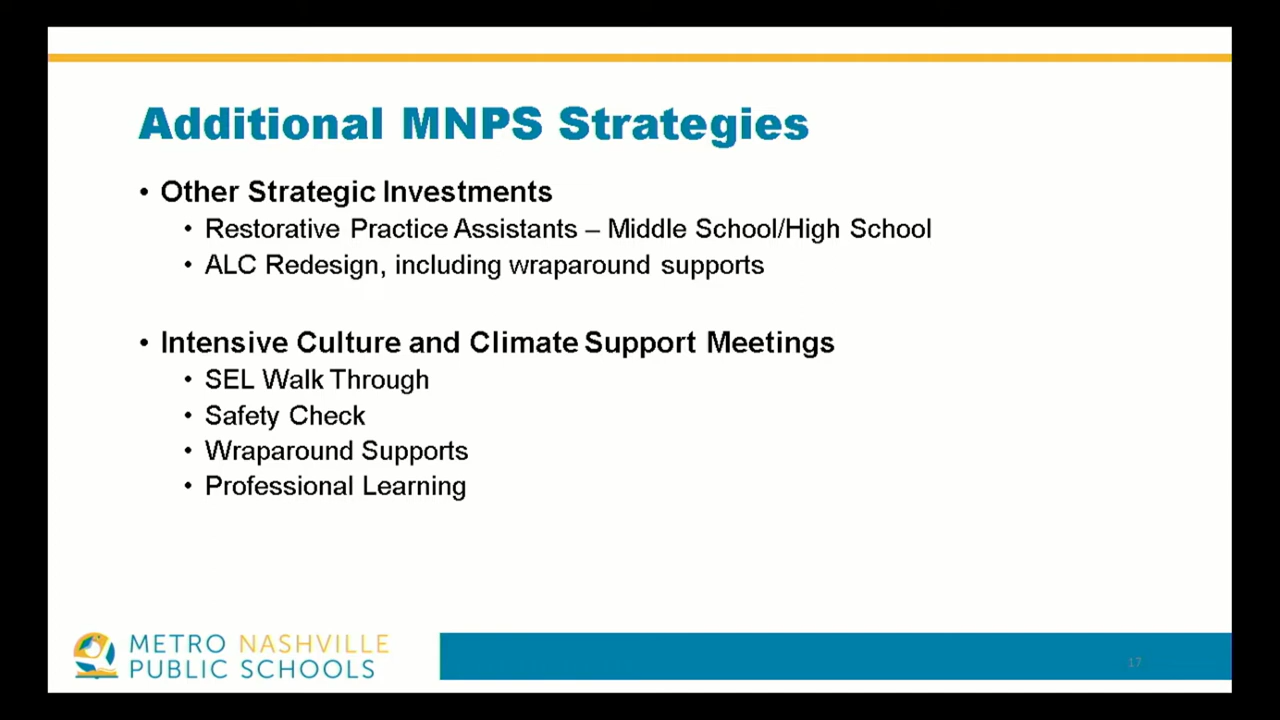 Additional MNPS Strategies
• Other Strategic Investments
• Restorative Practice Assistants – Middle School/High School
• ALC Redesign, including wraparound supports
• Intensive Culture and Climate Support Meetings
• SEL Walk Through
• Safety Check
• Wraparound Supports
• Professional Learning
METRO NASHVILLE
PUBLIC SCHOOLS
17